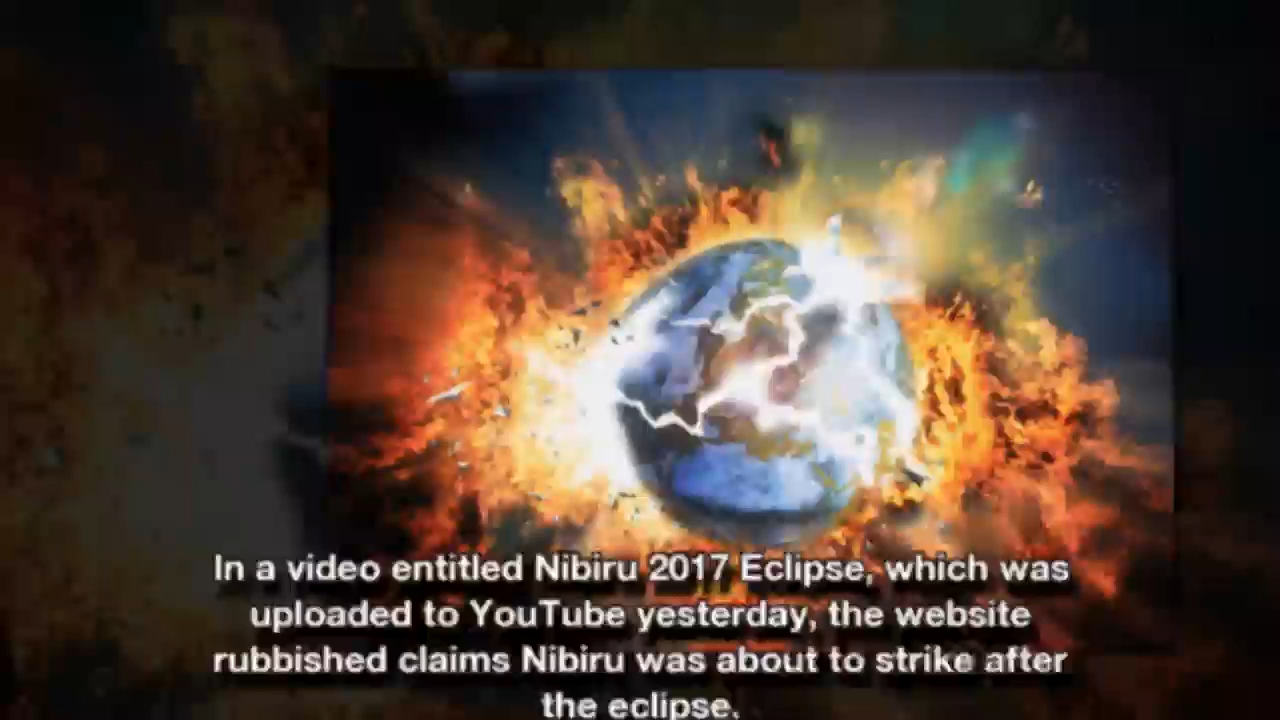 In a video entitled Nibiru 2017 Eclipse, which was
uploaded to YouTube yesterday, the website
rubbished claims Nibiru was about to strike after
the eclipse.